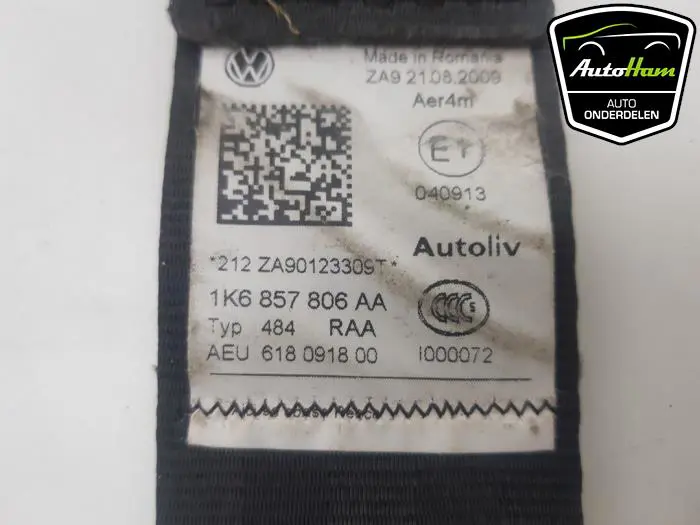 Made in Romania
ZA9 21.08.2009
Aer4m
E1
040913
*212 ZA90123309T*
Autoliv
1K6 857 806 AA
Typ 484 RAA
AEU 618 0918 00
CCC S
I000072
AutoHam
AUTO
ONDERDELEN